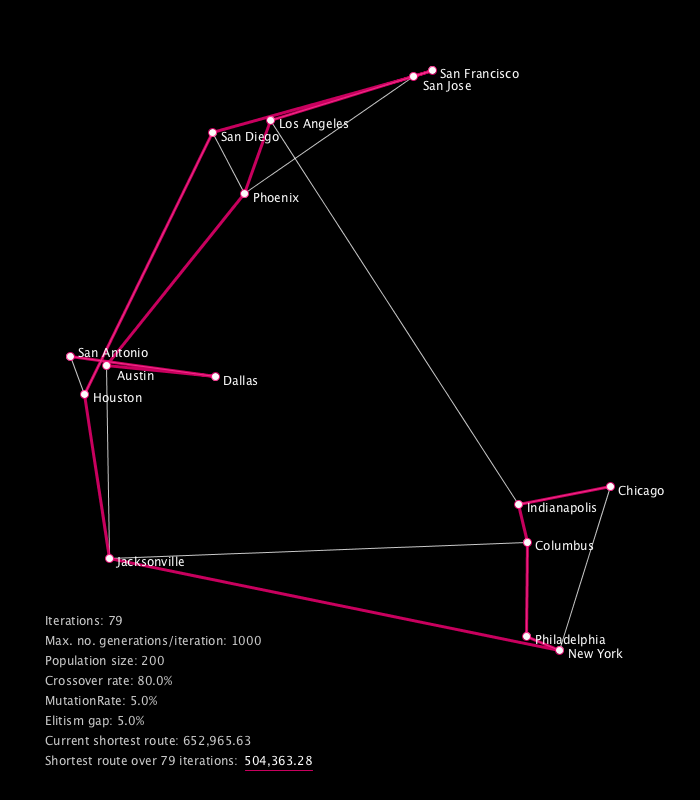 San Francisco
San Jose
Los Angeles
San Diego
Phoenix
San Antonio
Austin
Dallas
Houston
Chicago
Indianapolis
Columbus
Jacksonville
Philadelphia
New York
Iterations: 79
Max. no. generations/iteration: 1000
Population size: 200
Crossover rate: 80.0%
MutationRate: 5.0%
Elitism gap: 5.0%
Current shortest route: 652,965.63
Shortest route over 79 iterations: 504,363.28